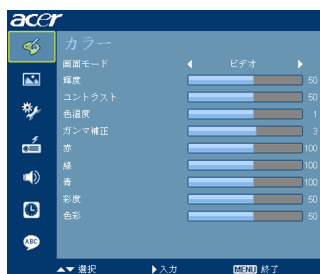 acer
カラー
画面モード ビデオ
輝度 50
コントラスト 50
色温度 1
ガンマ補正 3
赤 100
緑 100
青 100
彩度 50
色彩 50
ABC
▲▼ 選択 ▶入力 MENU 終了